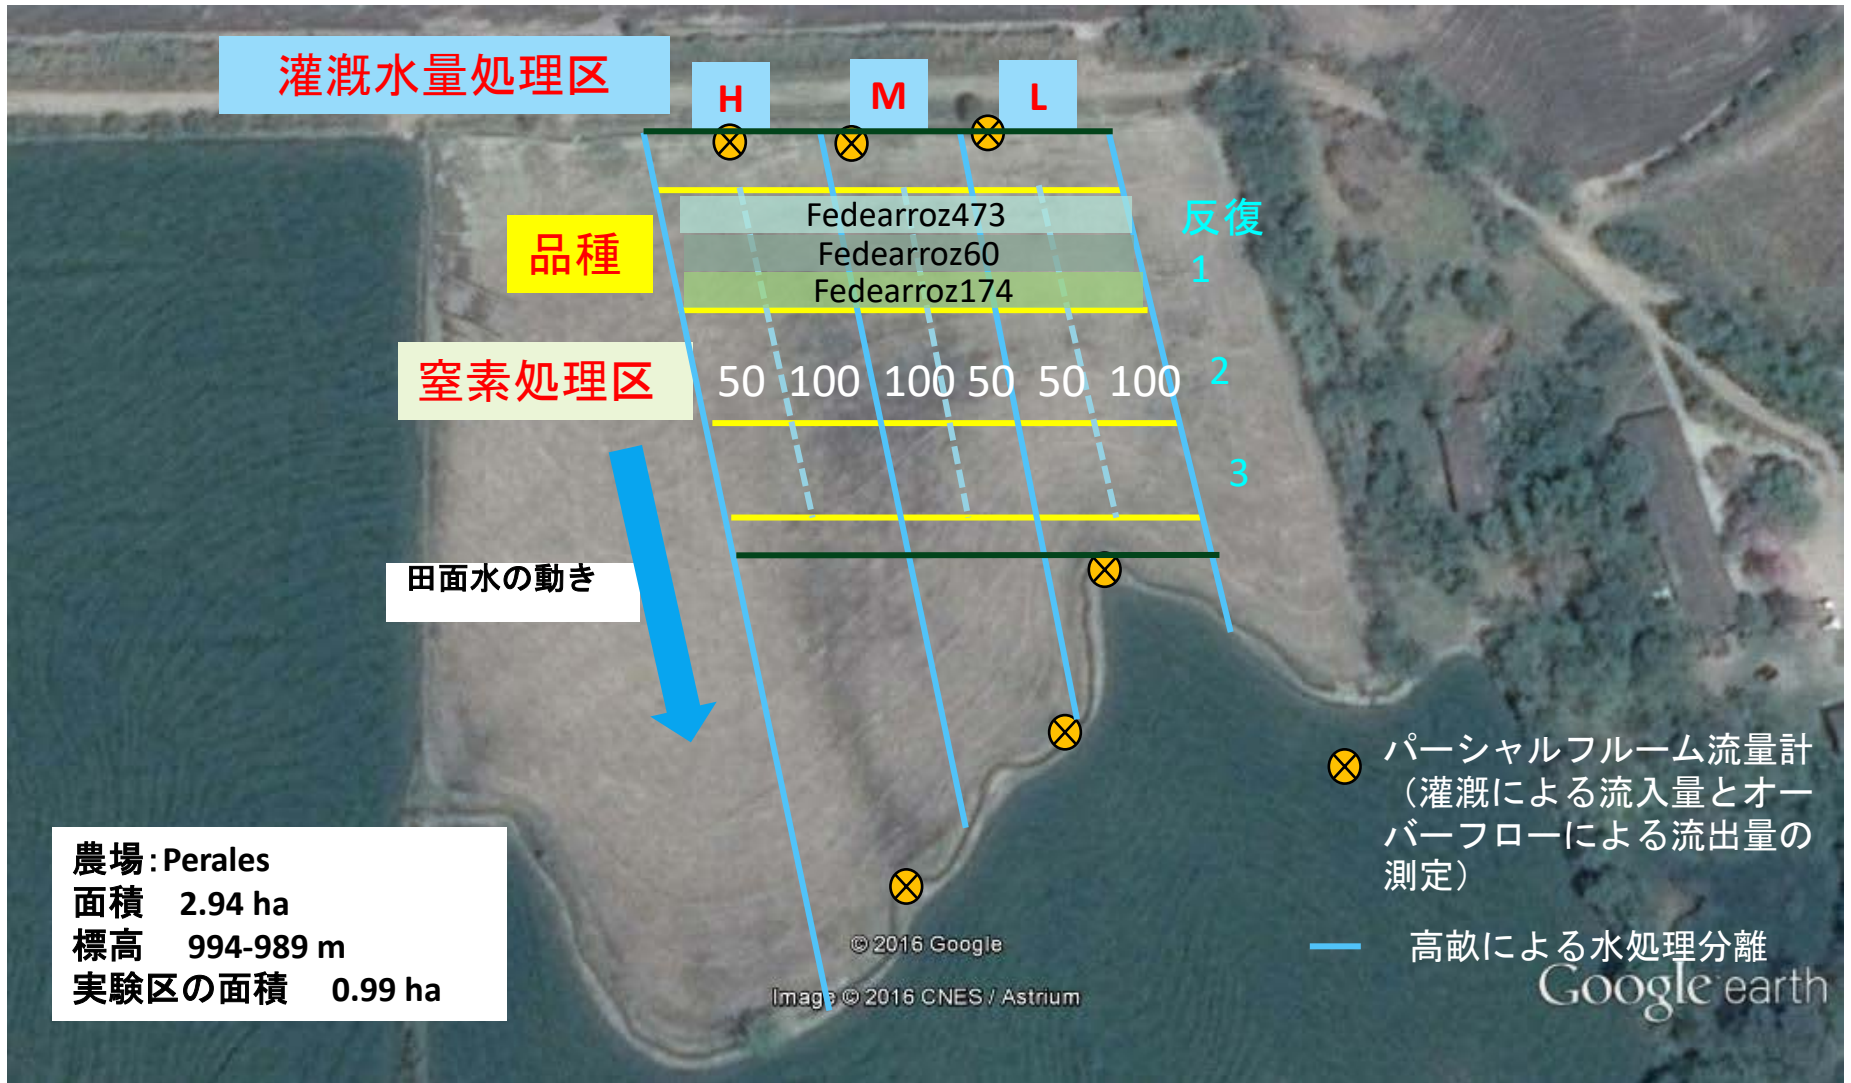 灌漑水量処理区
H
M
L
品種
Fedearroz473
Fedearroz60
Fedearroz174
反復
1
2
3
窒素処理区
50 100 100 50 50 100
田面水の動き
パーシャルフルーム流量計
（灌漑による流入量とオー
バーフローによる流出量の
測定）
高畝による水処理分離
農場：Perales
面積 2.94 ha
標高 994-989 m
実験区の面積 0.99 ha
© 2016 Google
Image © 2016 CNES / Astrium
Google earth